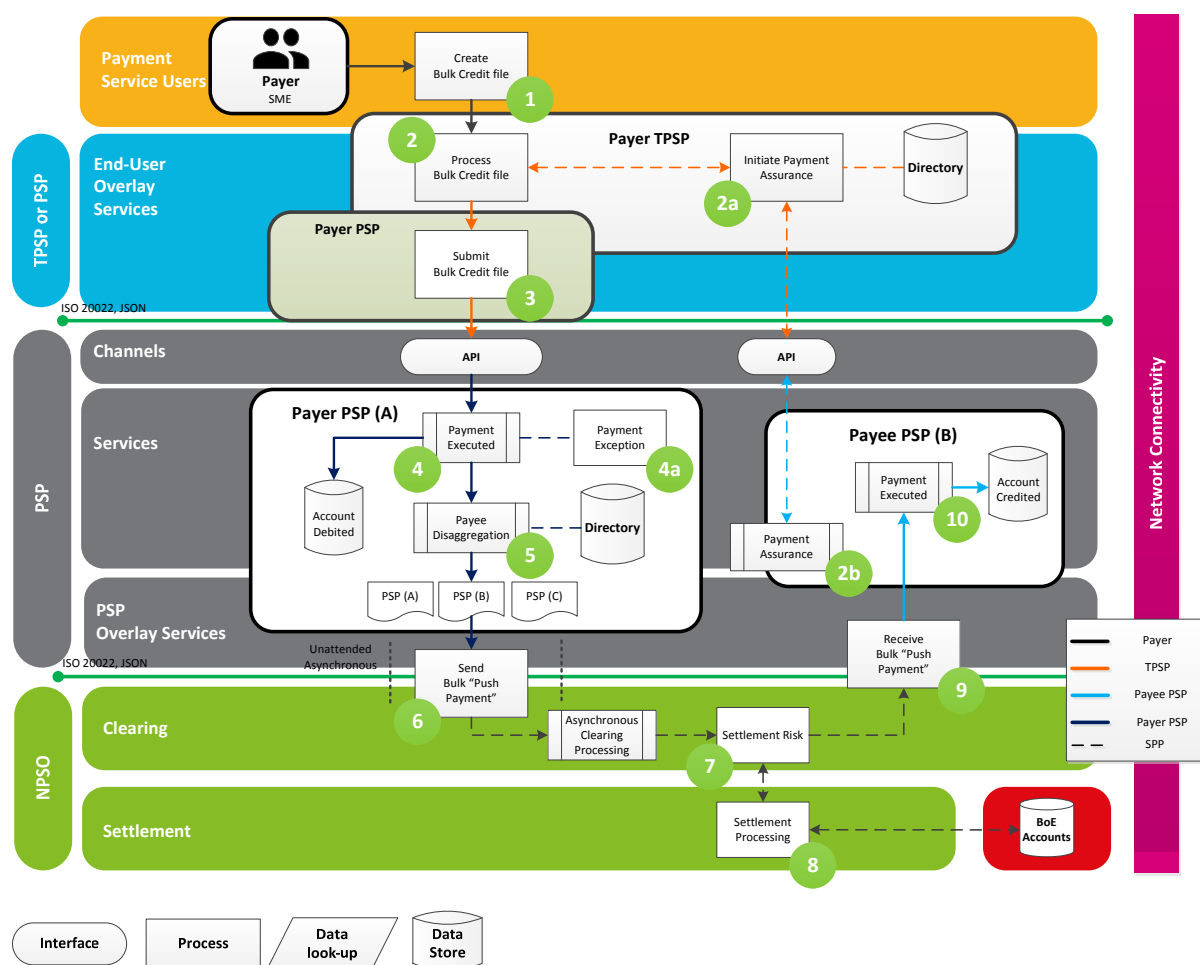 Payment
Service Users
Payer
SME
Create
Bulk Credit file
1
TPSP or PSP
End-User
Overlay
Services
Payer TPSP
2
Process
Bulk Credit file
Initiate Payment
Assurance
2a
Directory
Payer PSP
Submit
Bulk Credit file
3
ISO 20022, JSON
PSP
Channels
API
API
Services
Payer PSP (A)
Payment
Executed
4
Payment
Exception
4a
Account
Debited
Payee
Disaggregation
5
Directory
PSP (A)
PSP (B)
PSP (C)
Payee PSP (B)
Payment
Executed
10
Account
Credited
Payment
Assurance
2b
PSP
Overlay Services
Unattended
Asynchronous
ISO 20022, JSON
Send
Bulk “Push
Payment”
6
Receive
Bulk “Push
Payment”
9
NPSO
Clearing
Asynchronous
Clearing
Processing
Settlement Risk
7
Settlement
Settlement
Processing
8
BoE
Accounts
Network Connectivity
Payer
TPSP
Payee PSP
Payer PSP
SPP
Interface
Process
Data
look-up
Data
Store